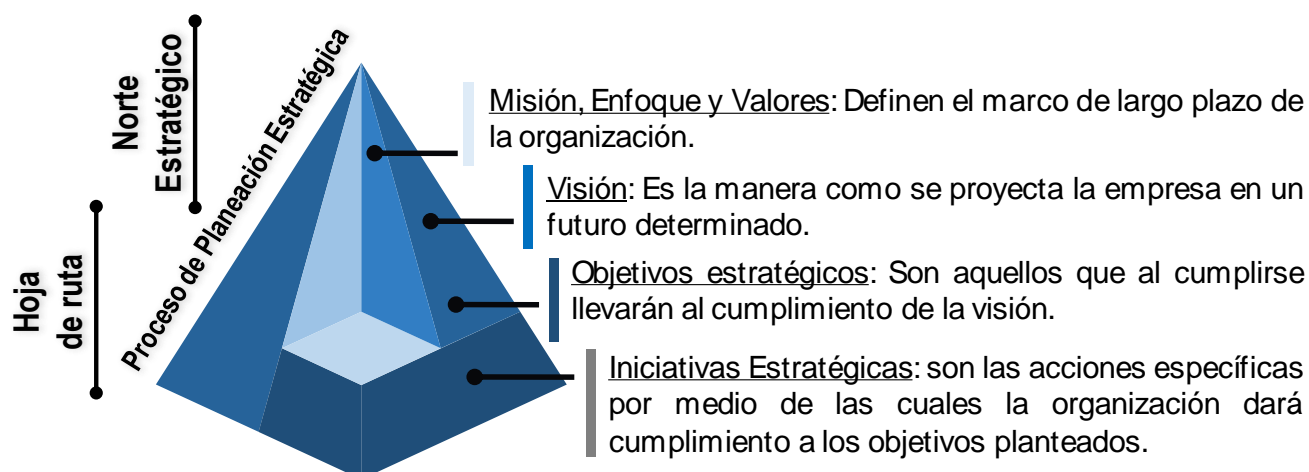 Norte
Estratégico
Hoja
de ruta
Proceso de Planeación Estratégica
Misión, Enfoque y Valores: Definen el marco de largo plazo de
la organización.
Visión: Es la manera como se proyecta la empresa en un
futuro determinado.
Objetivos estratégicos: Son aquellos que al cumplirse
llevarán al cumplimiento de la visión.
Iniciativas Estratégicas: son las acciones específicas
por medio de las cuales la organización dará
cumplimiento a los objetivos planteados.